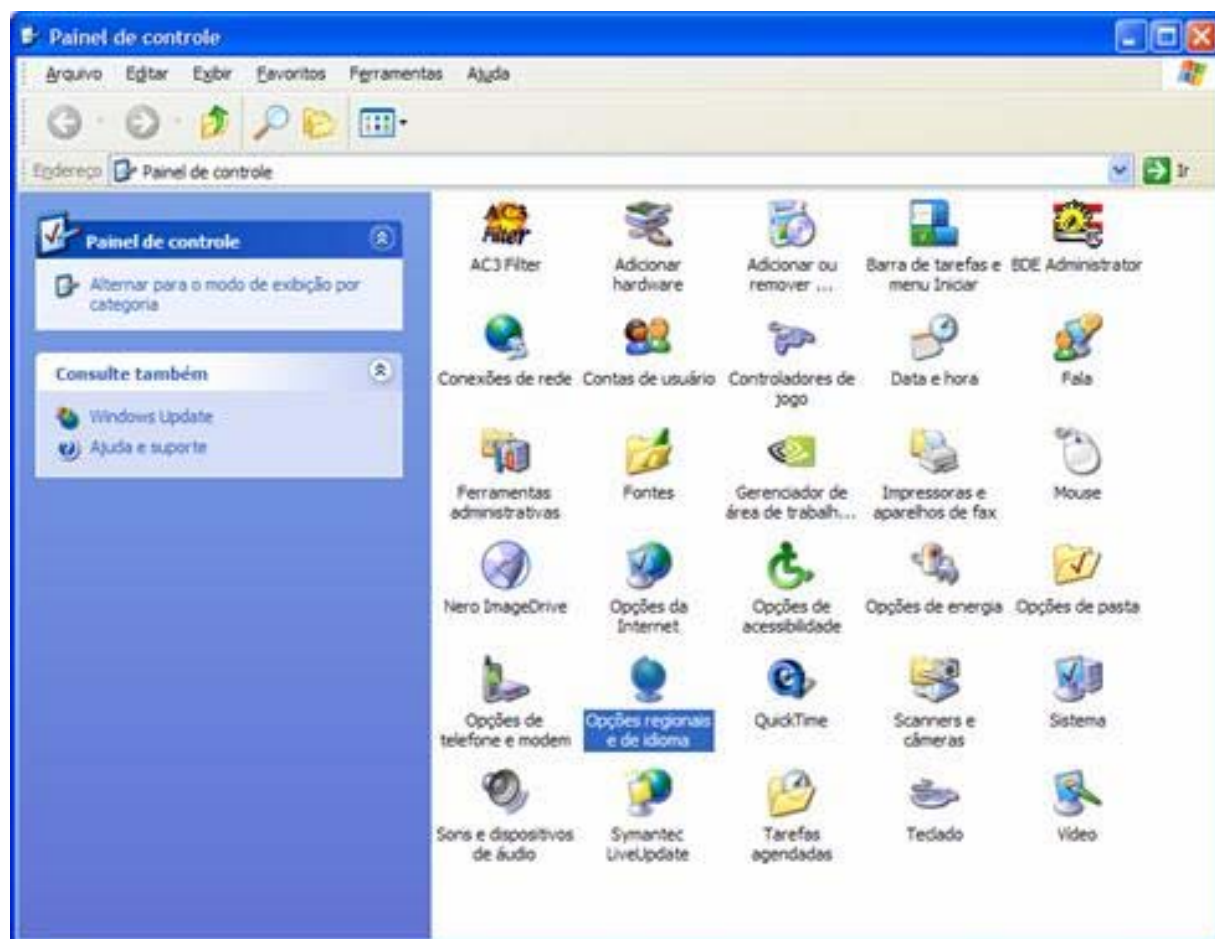 Painel de controle
Arquivo Editar Exibir Favoritos Ferramentas Ajuda
Endereço Painel de controle Ir
Painel de controle
Alternar para o modo de exibição por
categoria
Consulte também
Windows Update
Ajuda e suporte
AC3 Filter
AC3 Filter
Adicionar
hardware
Adicionar ou
remover ...
Barra de tarefas e
menu Iniciar
BDE Administrator
Conexões de rede
Contas de usuário
Controladores de
jogo
Data e hora
Fala
Ferramentas
administrativas
Fontes
Gerenciador de
área de trabalh...
Impressoras e
aparelhos de fax
Mouse
Nero ImageDrive
Opções da
Internet
Opções de
acessibilidade
Opções de energia
Opções de pasta
Opções de
telefone e modem
Opções regionais
e de idioma
QuickTime
Scanners e
câmeras
Sistema
Sons e dispositivos
de áudio
Symantec
LiveUpdate
Tarefas
agendadas
Teclado
Vídeo